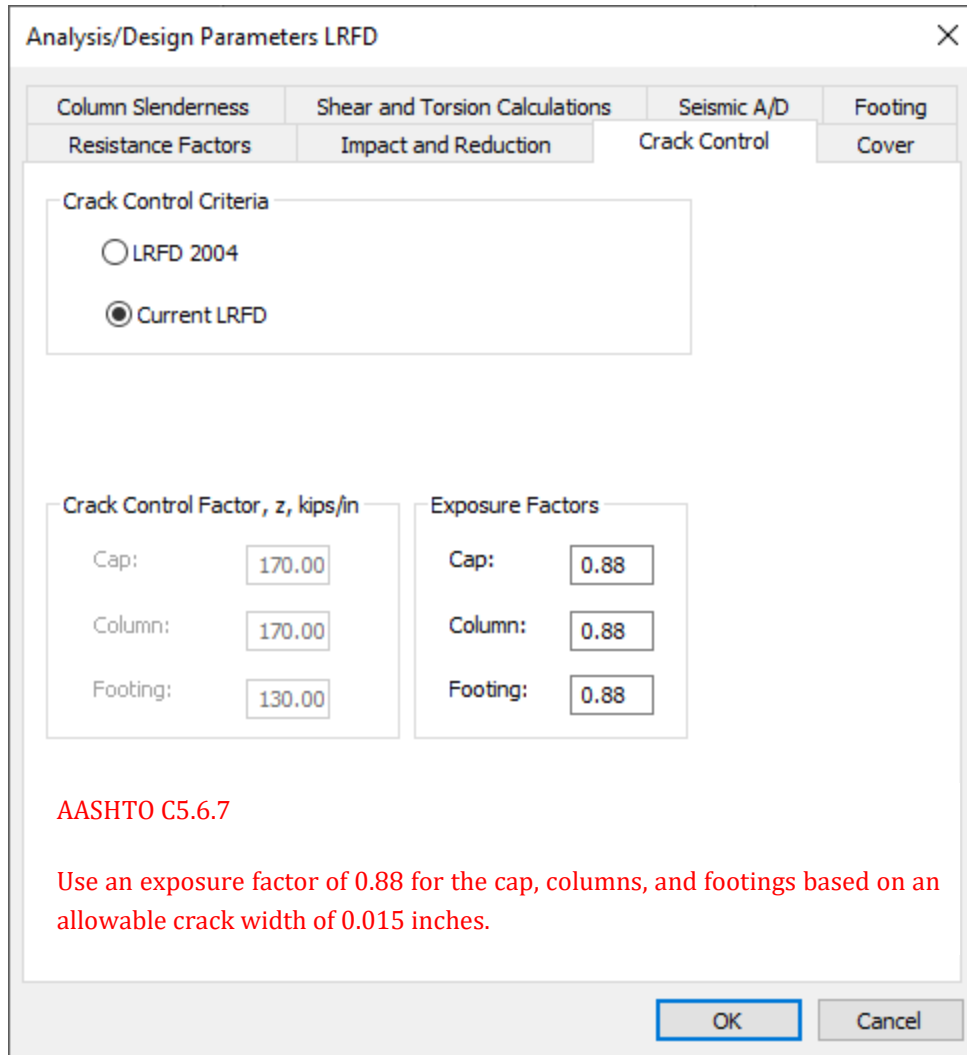 Analysis/Design Parameters LRFD
Column Slenderness Shear and Torsion Calculations Seismic A/D Footing
Resistance Factors Impact and Reduction Crack Control Cover
Crack Control Criteria
LRFD 2004
Current LRFD
Crack Control Factor, z, kips/in Exposure Factors
Cap: 170.00 Cap: 0.88
Column: 170.00 Column: 0.88
Footing: 130.00 Footing: 0.88
AASHTO C5.6.7
Use an exposure factor of 0.88 for the cap, columns, and footings based on an
allowable crack width of 0.015 inches.
OK Cancel